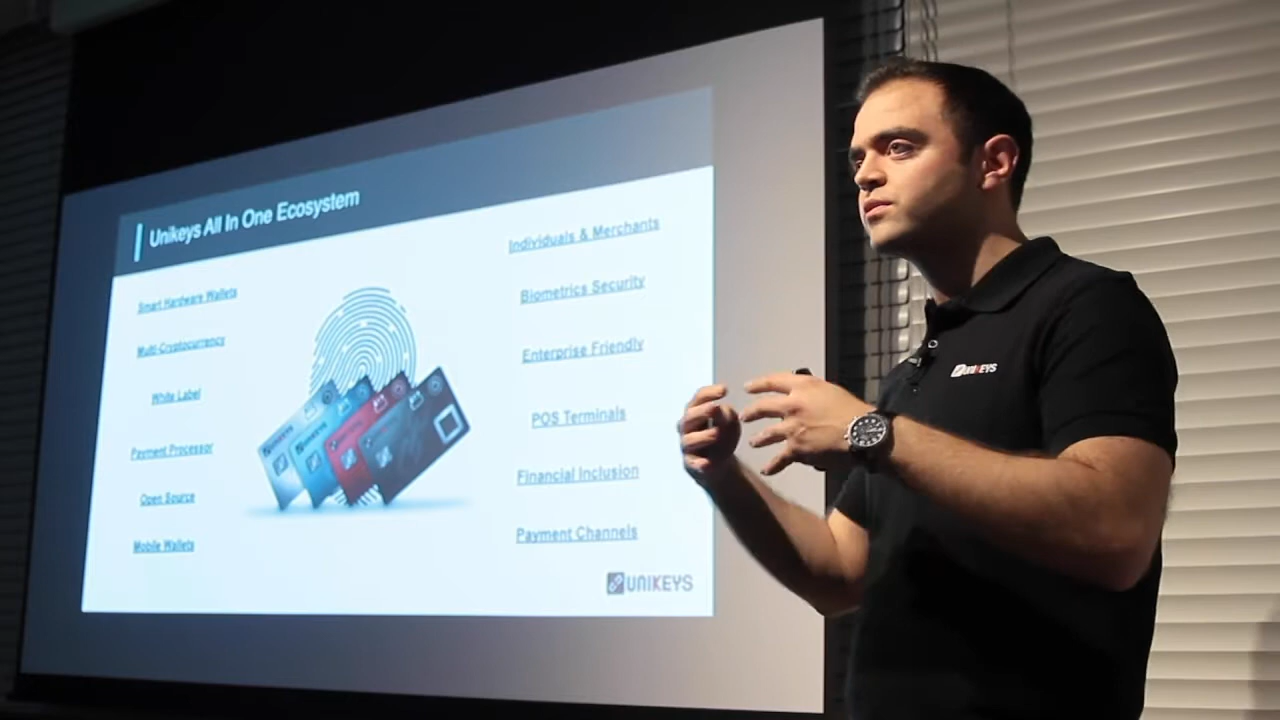 Unikeys All In One Ecosystem
Smart Hardware Wallets
Multi-Cryptocurrency
White Label
Payment Processor
Open Source
Mobile Wallets
Individuals & Merchants
Biometrics Security
Enterprise Friendly
POS Terminals
Financial Inclusion
Payment Channels
UNIKEYS
UNIKEYS